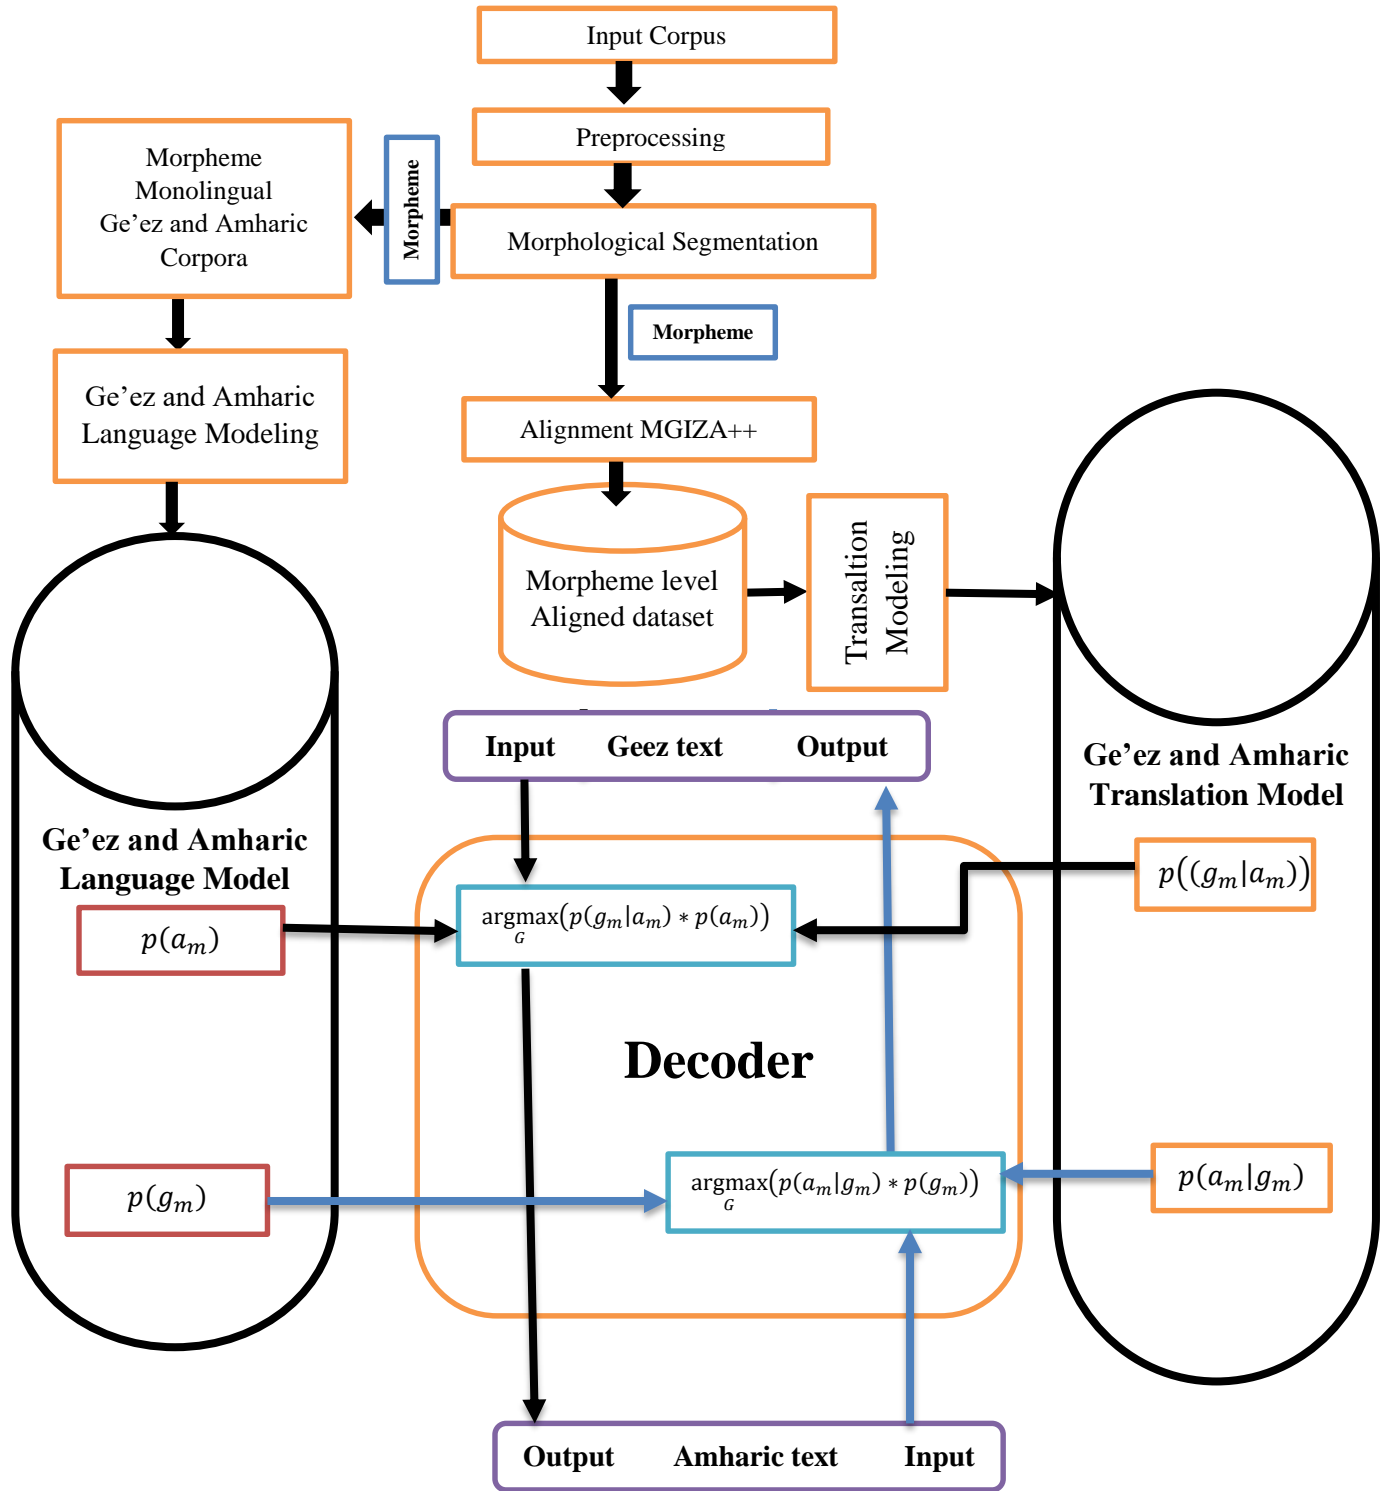 Input Corpus
Preprocessing
Morpheme
Monolingual
Ge’ez and Amharic
Corpora
Morpheme
Morphological Segmentation
Morpheme
Ge’ez and Amharic
Language Modeling
Alignment MGIZA++
Morpheme level
Aligned dataset
Transaltion
Modeling
Input Geez text Output
Ge’ez and Amharic
Translation Model
Ge’ez and Amharic
Language Model
p((g_m|a_m))
argmax(p(g_m|a_m) ∗ p(a_m))
G
p(a_m)
Decoder
p(a_m|g_m)
argmax(p(a_m|g_m) ∗ p(g_m))
G
p(g_m)
Output Amharic text Input